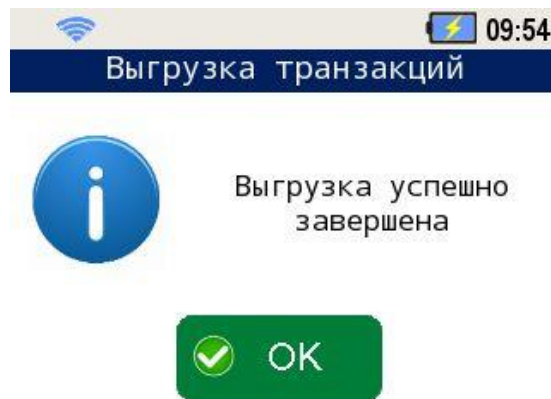 09:54
Выгрузка транзакций
Выгрузка успешно
завершена
OK